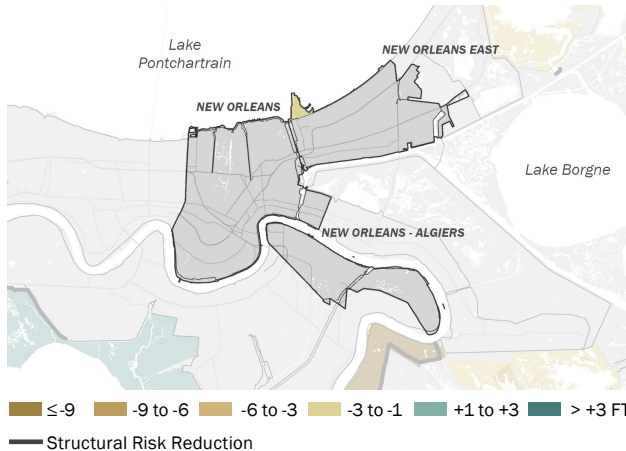 Lake
Pontchartrain
NEW ORLEANS EAST
NEW ORLEANS
Lake Borgne
NEW ORLEANS - ALGIERS
≤ -9
-9 to -6
-6 to -3
-3 to -1
+1 to +3
> +3 FT
Structural Risk Reduction